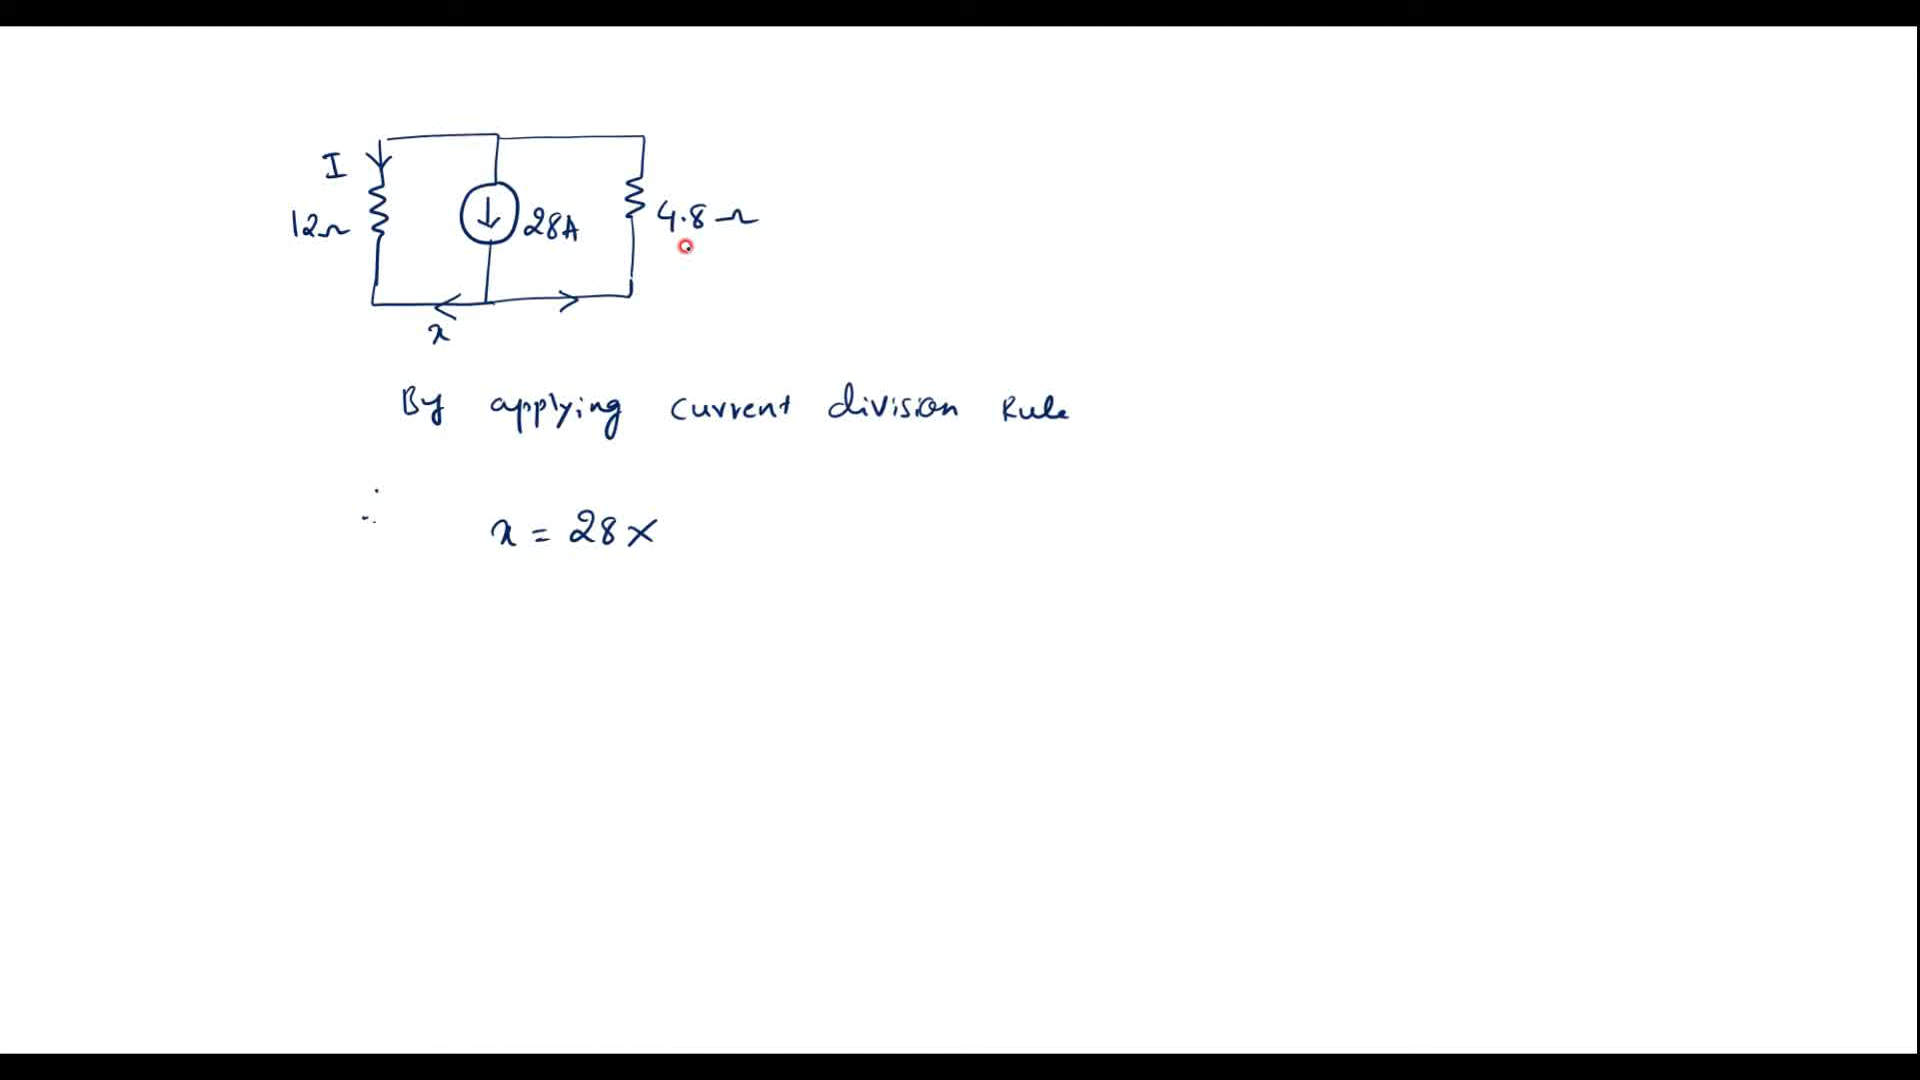 I
12Ω
28A
4.8Ω
x
By applying current division Rule
∴ x = 28 ×